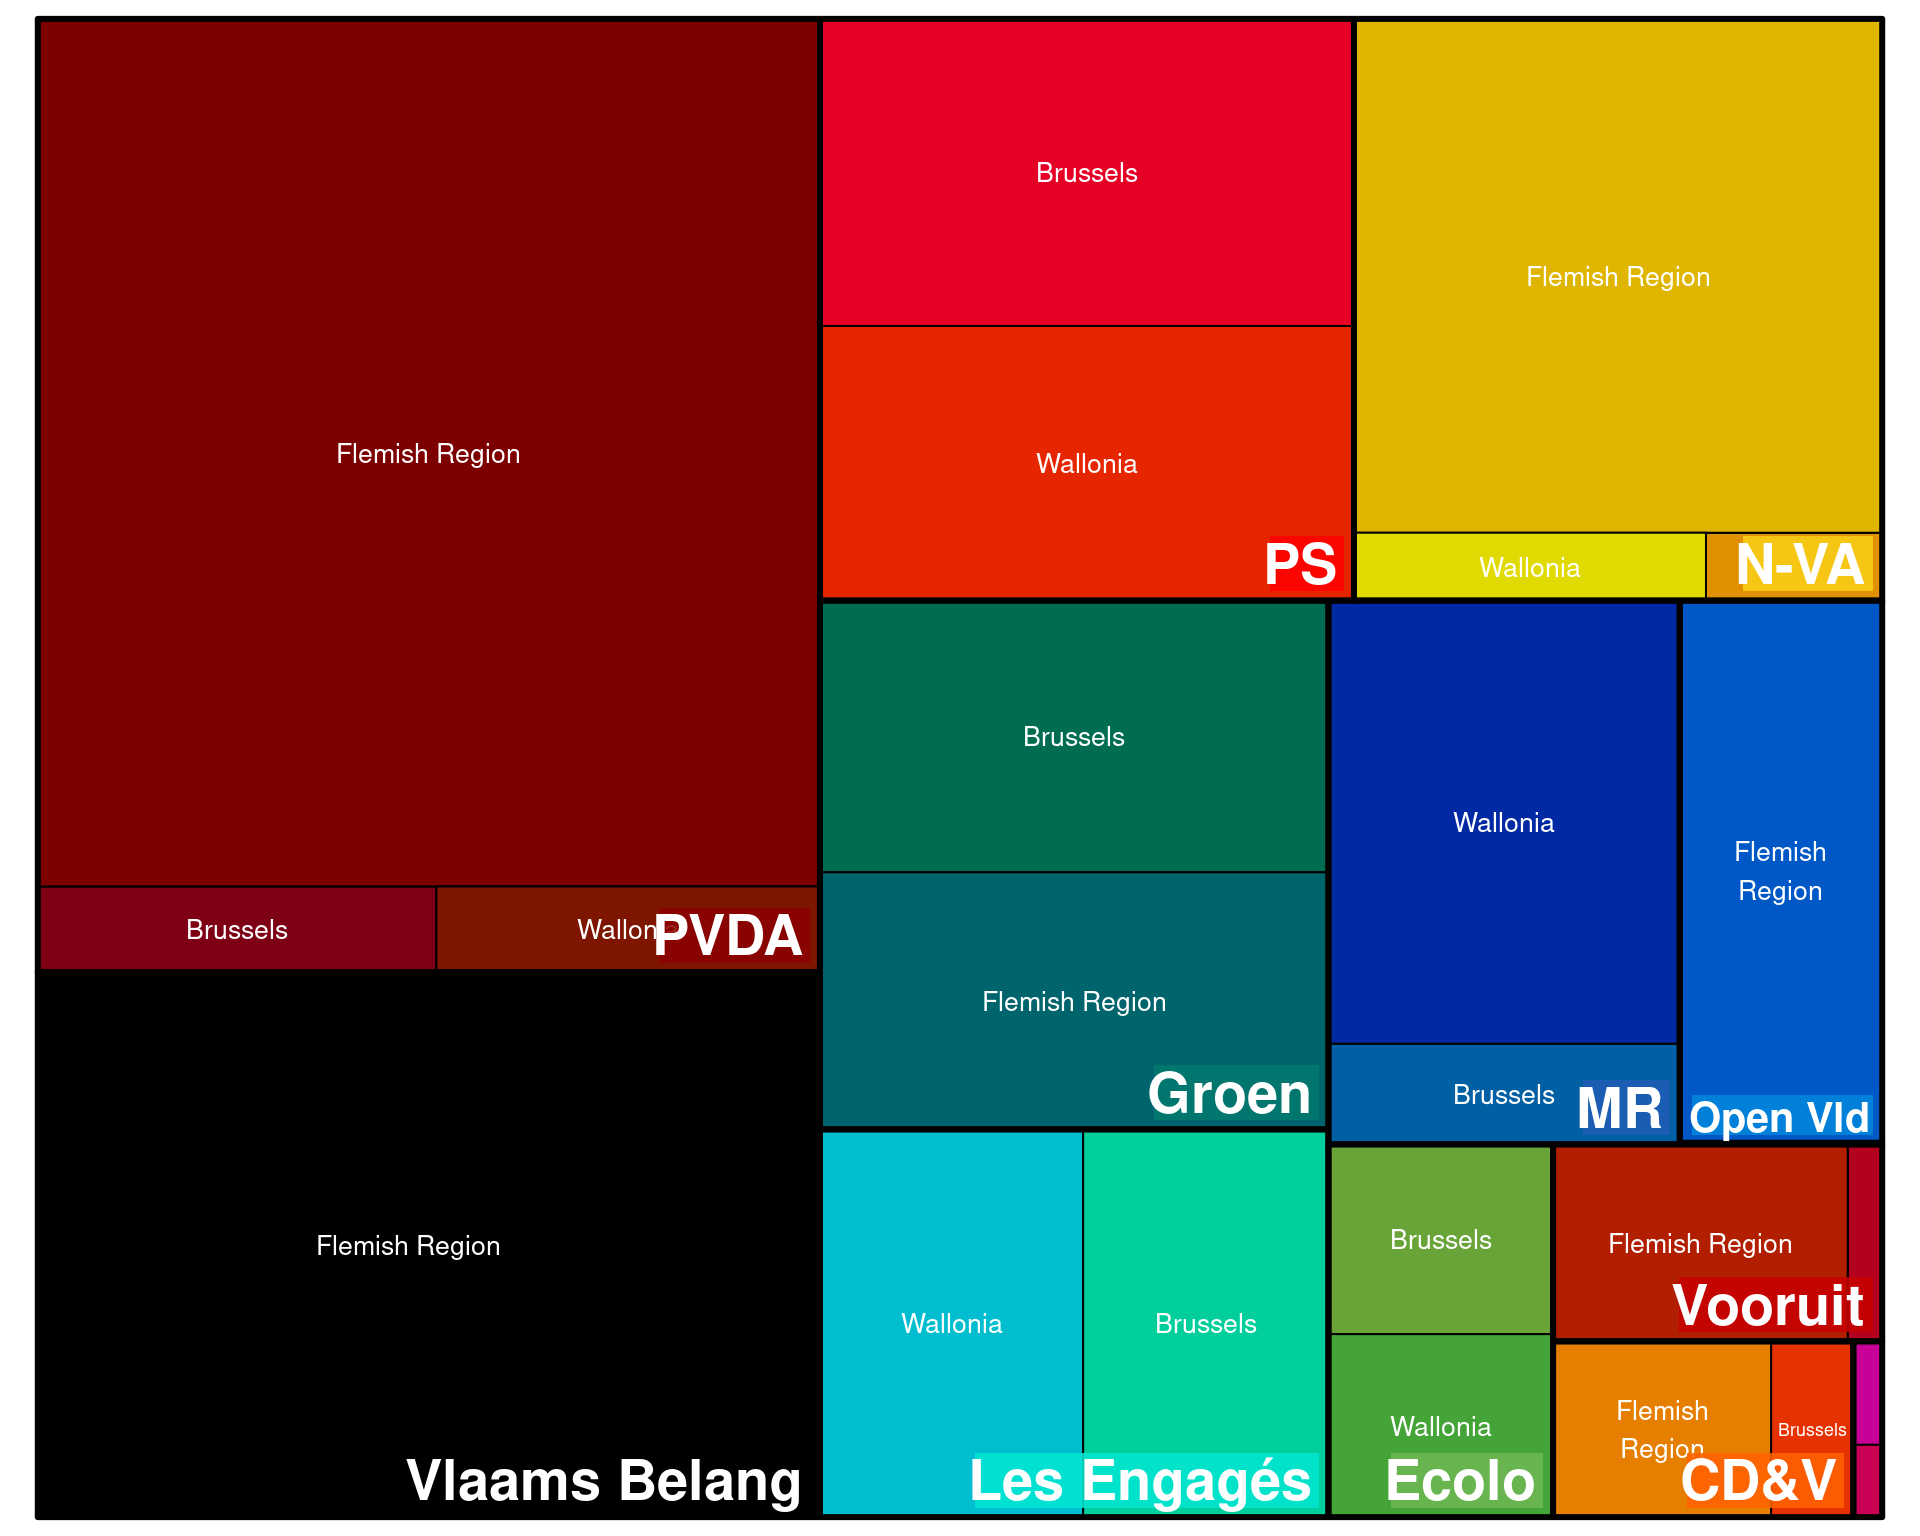 Flemish Region
Brussels
Wallonia
PVDA
Flemish Region
Vlaams Belang
Brussels
Wallonia
PS
Flemish Region
Wallonia
N-VA
Brussels
Flemish Region
Groen
Wallonia
Brussels
MR
Flemish
Region
Open Vld
Wallonia
Brussels
Les Engagés
Brussels
Wallonia
Ecolo
Flemish Region
Vooruit
Flemish
Region
Brussels
CD&V